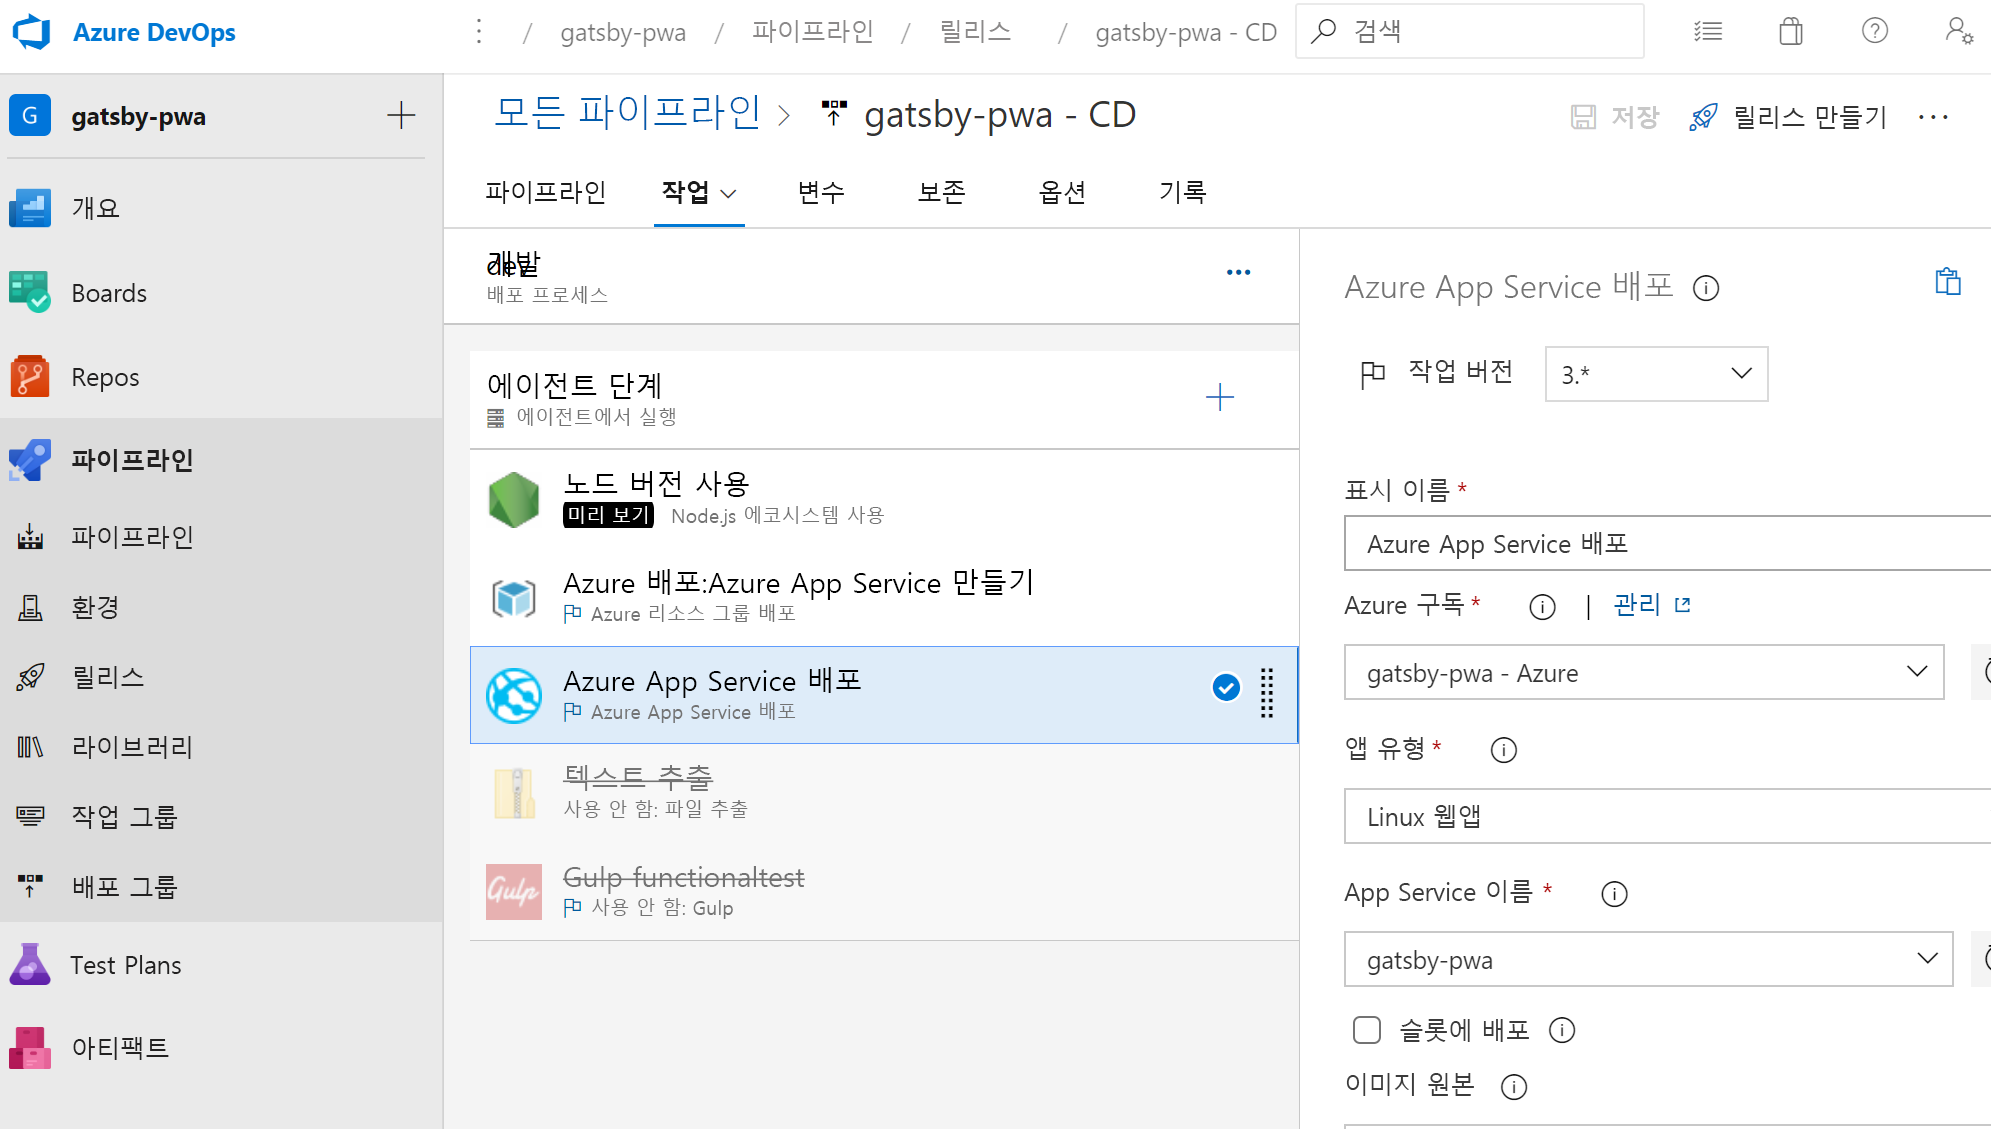 Azure DevOps
/ gatsby-pwa / 파이프라인 / 릴리스 / gatsby-pwa - CD
검색
G gatsby-pwa
개요
Boards
Repos
파이프라인
파이프라인
환경
릴리스
라이브러리
작업 그룹
배포 그룹
Test Plans
아티팩트
모든 파이프라인 > gatsby-pwa - CD
저장
릴리스 만들기
파이프라인
작업
변수
보존
옵션
기록
개발
dev
배포 프로세스
에이전트 단계
에이전트에서 실행
노드 버전 사용
미리 보기 Node.js 에코시스템 사용
Azure 배포:Azure App Service 만들기
Azure 리소스 그룹 배포
Azure App Service 배포
Azure App Service 배포
텍스트 추출
사용 안 함: 파일 추출
Gulp
Gulp functionaltest
사용 안 함: Gulp
Azure App Service 배포
작업 버전 3.*
표시 이름 *
Azure App Service 배포
Azure 구독 * | 관리
gatsby-pwa - Azure
앱 유형 *
Linux 웹앱
App Service 이름 *
gatsby-pwa
슬롯에 배포
이미지 원본